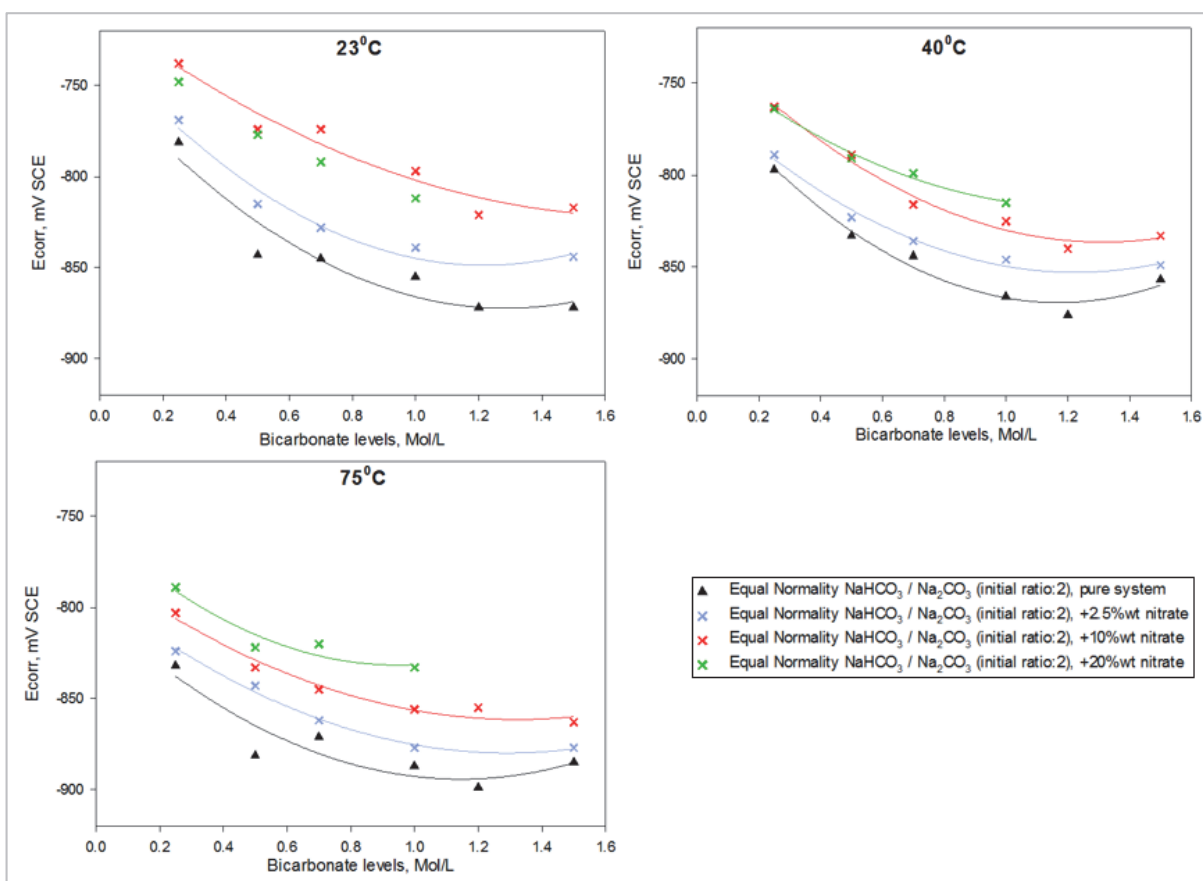 23⁰C
-750
-800
-850
-900
Ecorr, mV SCE
0.0 0.2 0.4 0.6 0.8 1.0 1.2 1.4 1.6
Bicarbonate levels, Mol/L
40⁰C
-750
-800
-850
-900
Ecorr, mV SCE
0.0 0.2 0.4 0.6 0.8 1.0 1.2 1.4 1.6
Bicarbonate levels, Mol/L
75⁰C
-750
-800
-850
-900
Ecorr, mV SCE
0.0 0.2 0.4 0.6 0.8 1.0 1.2 1.4 1.6
Bicarbonate levels, Mol/L
Equal Normality NaHCO₃ / Na₂CO₃ (initial ratio:2), pure system
Equal Normality NaHCO₃ / Na₂CO₃ (initial ratio:2), +2.5%wt nitrate
Equal Normality NaHCO₃ / Na₂CO₃ (initial ratio:2), +10%wt nitrate
Equal Normality NaHCO₃ / Na₂CO₃ (initial ratio:2), +20%wt nitrate